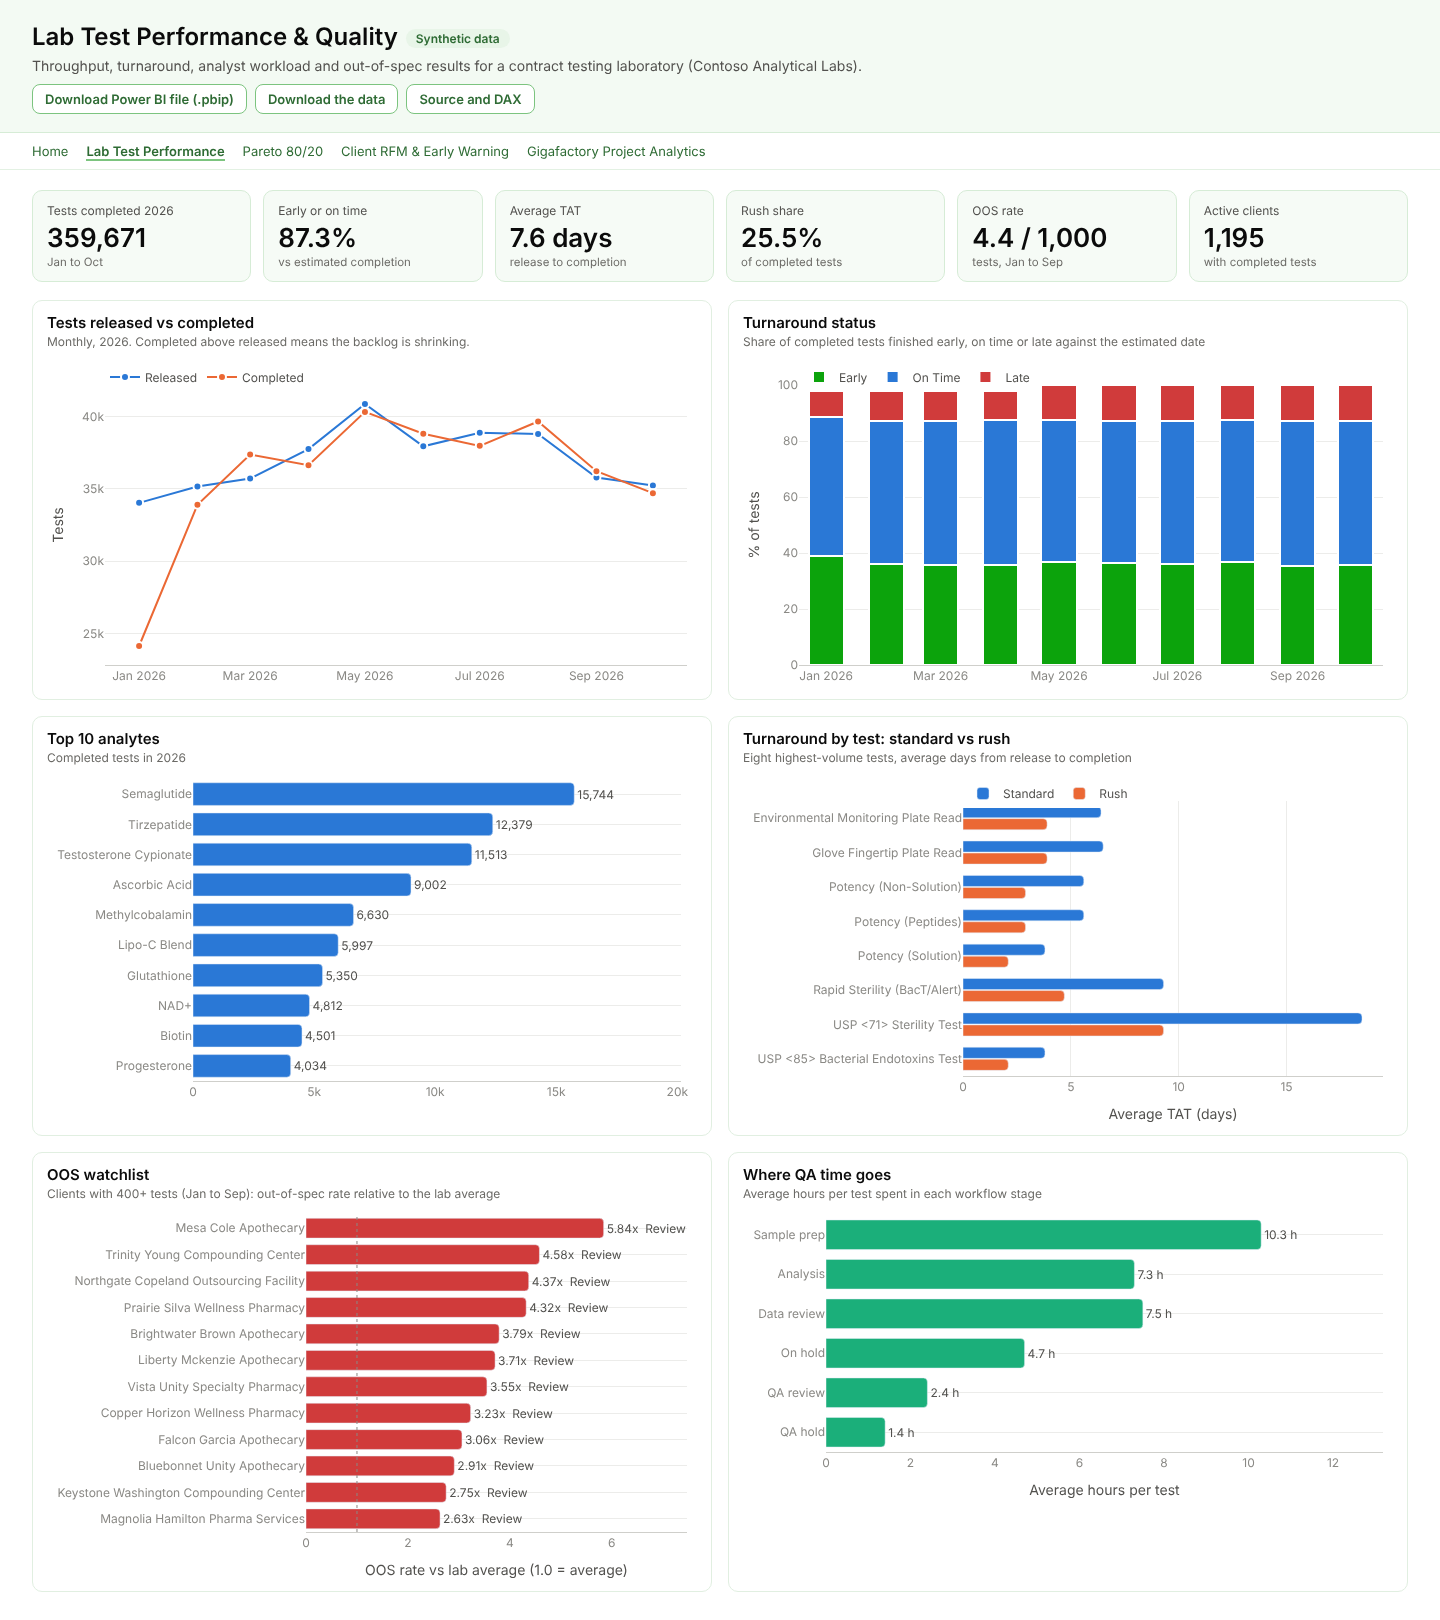 Lab Test Performance & Quality Synthetic data
Throughput, turnaround, analyst workload and out-of-spec results for a contract testing laboratory (Contoso Analytical Labs).
Download Power BI file (.pbip) Download the data Source and DAX
Home Lab Test Performance Pareto 80/20 Client RFM & Early Warning Gigafactory Project Analytics
Tests completed 2026
359,671
Jan to Oct
Early or on time
87.3%
vs estimated completion
Average TAT
7.6 days
release to completion
Rush share
25.5%
of completed tests
OOS rate
4.4 / 1,000
tests, Jan to Sep
Active clients
1,195
with completed tests
Tests released vs completed
Monthly, 2026. Completed above released means the backlog is shrinking.
Released Completed
40k
35k
30k
25k
Tests
Jan 2026 Mar 2026 May 2026 Jul 2026 Sep 2026
Turnaround status
Share of completed tests finished early, on time or late against the estimated date
Early On Time Late
100
80
60
40
20
0
% of tests
Jan 2026 Mar 2026 May 2026 Jul 2026 Sep 2026
Top 10 analytes
Completed tests in 2026
Semaglutide 15,744
Tirzepatide 12,379
Testosterone Cypionate 11,513
Ascorbic Acid 9,002
Methylcobalamin 6,630
Lipo-C Blend 5,997
Glutathione 5,350
NAD+ 4,812
Biotin 4,501
Progesterone 4,034
0 5k 10k 15k 20k
Turnaround by test: standard vs rush
Eight highest-volume tests, average days from release to completion
Standard Rush
Environmental Monitoring Plate Read
Glove Fingertip Plate Read
Potency (Non-Solution)
Potency (Peptides)
Potency (Solution)
Rapid Sterility (BacT/Alert)
USP <71> Sterility Test
USP <85> Bacterial Endotoxins Test
0 5 10 15
Average TAT (days)
OOS watchlist
Clients with 400+ tests (Jan to Sep): out-of-spec rate relative to the lab average
Mesa Cole Apothecary 5.84x Review
Trinity Young Compounding Center 4.58x Review
Northgate Copeland Outsourcing Facility 4.37x Review
Prairie Silva Wellness Pharmacy 4.32x Review
Brightwater Brown Apothecary 3.79x Review
Liberty Mckenzie Apothecary 3.71x Review
Vista Unity Specialty Pharmacy 3.55x Review
Copper Horizon Wellness Pharmacy 3.23x Review
Falcon Garcia Apothecary 3.06x Review
Bluebonnet Unity Apothecary 2.91x Review
Keystone Washington Compounding Center 2.75x Review
Magnolia Hamilton Pharma Services 2.63x Review
0 2 4 6
OOS rate vs lab average (1.0 = average)
Where QA time goes
Average hours per test spent in each workflow stage
Sample prep 10.3 h
Analysis 7.3 h
Data review 7.5 h
On hold 4.7 h
QA review 2.4 h
QA hold 1.4 h
0 2 4 6 8 10 12
Average hours per test